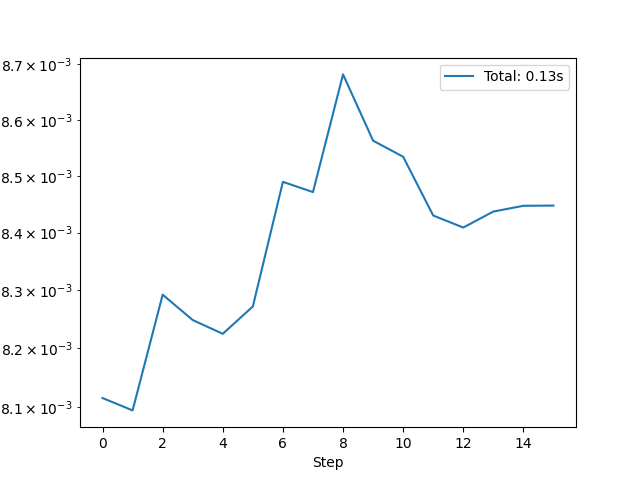 8.7 × 10⁻³
Total: 0.13s
8.6 × 10⁻³
8.5 × 10⁻³
8.4 × 10⁻³
8.3 × 10⁻³
8.2 × 10⁻³
8.1 × 10⁻³
0 2 4 6 8 10 12 14
Step